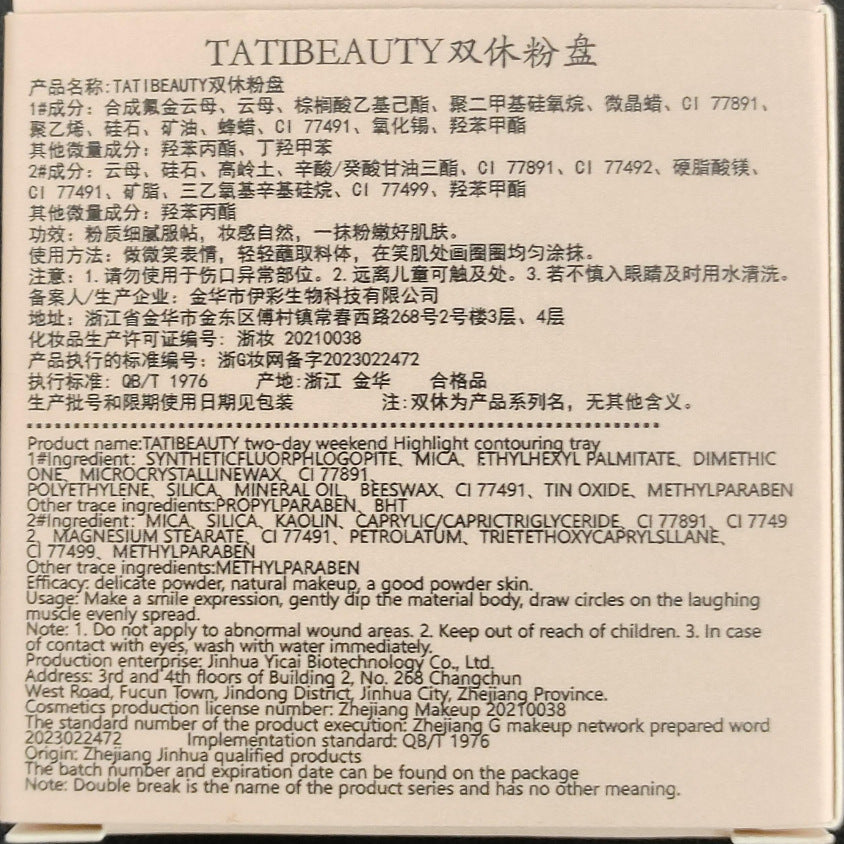 TATIBEAUTY双休粉盘
产品名称:TATIBEAUTY双休粉盘
1#成分：合成氟金云母、云母、棕榈酸乙基己酯、聚二甲基硅氧烷、微晶蜡、CI 77891、
聚乙烯、硅石、矿油、蜂蜡、CI 77491、氧化锡、羟苯甲酯
其他微量成分：羟苯丙酯、丁羟甲苯
2#成分：云母、硅石、高岭土、辛酸/癸酸甘油三酯、CI 77891、CI 77492、硬脂酸镁、
CI 77491、矿脂、三乙氧基辛基硅烷、CI 77499、羟苯甲酯
其他微量成分：羟苯丙酯
功效：粉质细腻服帖，妆感自然，一抹粉嫩好肌肤。
使用方法：做微笑表情，轻轻蘸取料体，在笑肌处画圈圈均匀涂抹。
注意：1.请勿使用于伤口异常部位。2.远离儿童可触及处。3.若不慎入眼睛及时用水清洗。
备案人/生产企业：金华市伊彩生物科技有限公司
地址：浙江省金华市金东区傅村镇常春西路268号2号楼3层、4层
化妆品生产许可证编号：浙妆 20210038
产品执行的标准编号：浙G妆网备字2023022472
执行标准：QB/T 1976 产地:浙江 金华 合格品
生产批号和限期使用日期见包装 注:双休为产品系列名，无其他含义。
Product name:TATIBEAUTY two-day weekend Highlight contouring tray
1#Ingredient：SYNTHETICFLUORPHLOGOPITE、MICA、ETHYLHEXYL PALMITATE、DIMETHIC
ONE、MICROCRYSTALLINEWAX、CI 77891、
POLYETHYLENE、SILICA、MINERAL OIL、BEESWAX、CI 77491、TIN OXIDE、METHYLPARABEN
Other trace ingredients:PROPYLPARABEN、BHT
2#Ingredient：MICA、SILICA、KAOLIN、CAPRYLIC/CAPRICTRIGLYCERIDE、CI 77891、CI 7749
2、MAGNESIUM STEARATE、CI 77491、PETROLATUM、TRIETETHOXYCAPRYLSLLANE、
CI 77499、METHYLPARABEN
Other trace ingredients:METHYLPARABEN
Efficacy: delicate powder, natural makeup, a good powder skin.
Usage: Make a smile expression, gently dip the material body, draw circles on the laughing
muscle evenly spread.
Note: 1. Do not apply to abnormal wound areas. 2. Keep out of reach of children. 3. In case
of contact with eyes, wash with water immediately.
Production enterprise: Jinhua Yicai Biotechnology Co., Ltd.
Address: 3rd and 4th floors of Building 2, No. 268 Changchun
West Road, Fucun Town, Jindong District, Jinhua City, Zhejiang Province.
Cosmetics production license number: Zhejiang Makeup 20210038
The standard number of the product execution: Zhejiang G makeup network prepared word
2023022472 Implementation standard: QB/T 1976
Origin: Zhejiang Jinhua qualified products
The batch number and expiration date can be found on the package
Note: Double break is the name of the product series and has no other meaning.